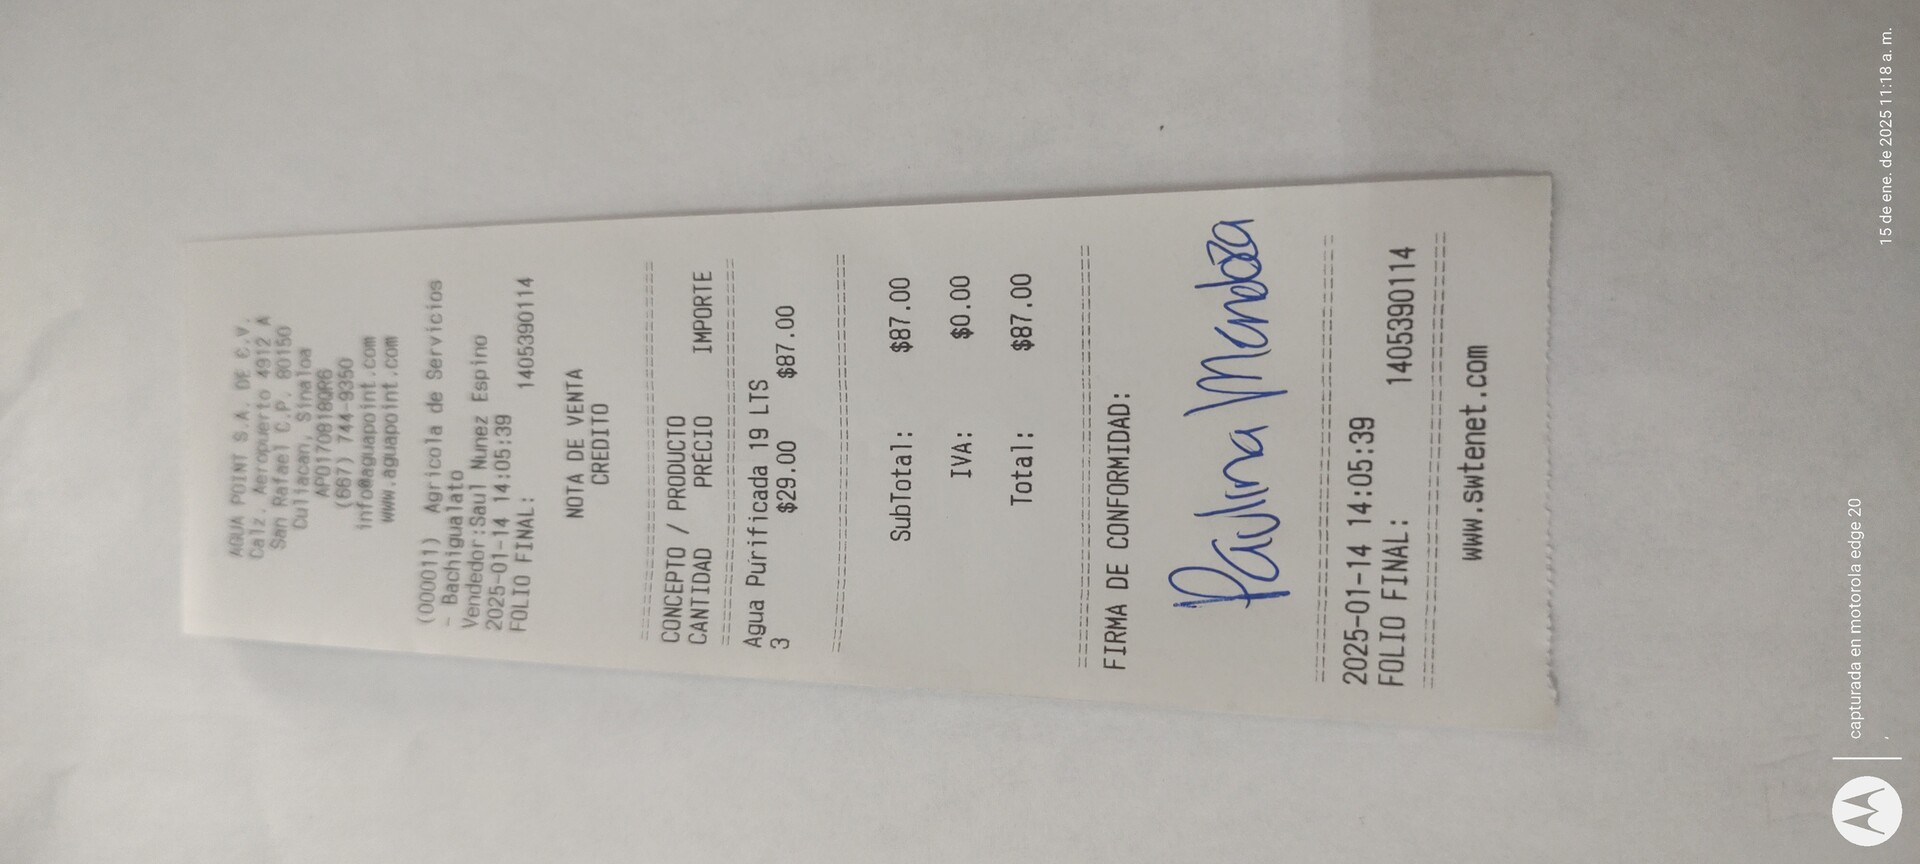 AGUA POINT S.A. DE C.V.
Calz. Aeropuerto 4912 A
San Rafael C.P. 80150
Culiacan, Sinaloa
APO170918QR6
(667) 744-9350
info@aguapoint.com
www.aguapoint.com
(000011) Agricola de Servicios
- Bachigualato
Vendedor:Saul Nunez Espino
2025-01-14 14:05:39
FOLIO FINAL: 1405390114
NOTA DE VENTA
CREDITO
CONCEPTO / PRODUCTO
CANTIDAD PRECIO IMPORTE
Agua Purificada 19 LTS
3 $29.00 $87.00
SubTotal: $87.00
IVA: $0.00
Total: $87.00
FIRMA DE CONFORMIDAD:
Paulina Mendoza
2025-01-14 14:05:39
FOLIO FINAL: 1405390114
www.swtenet.com
capturada en motorola edge 20
15 de ene. de 2025 11:18 a. m.